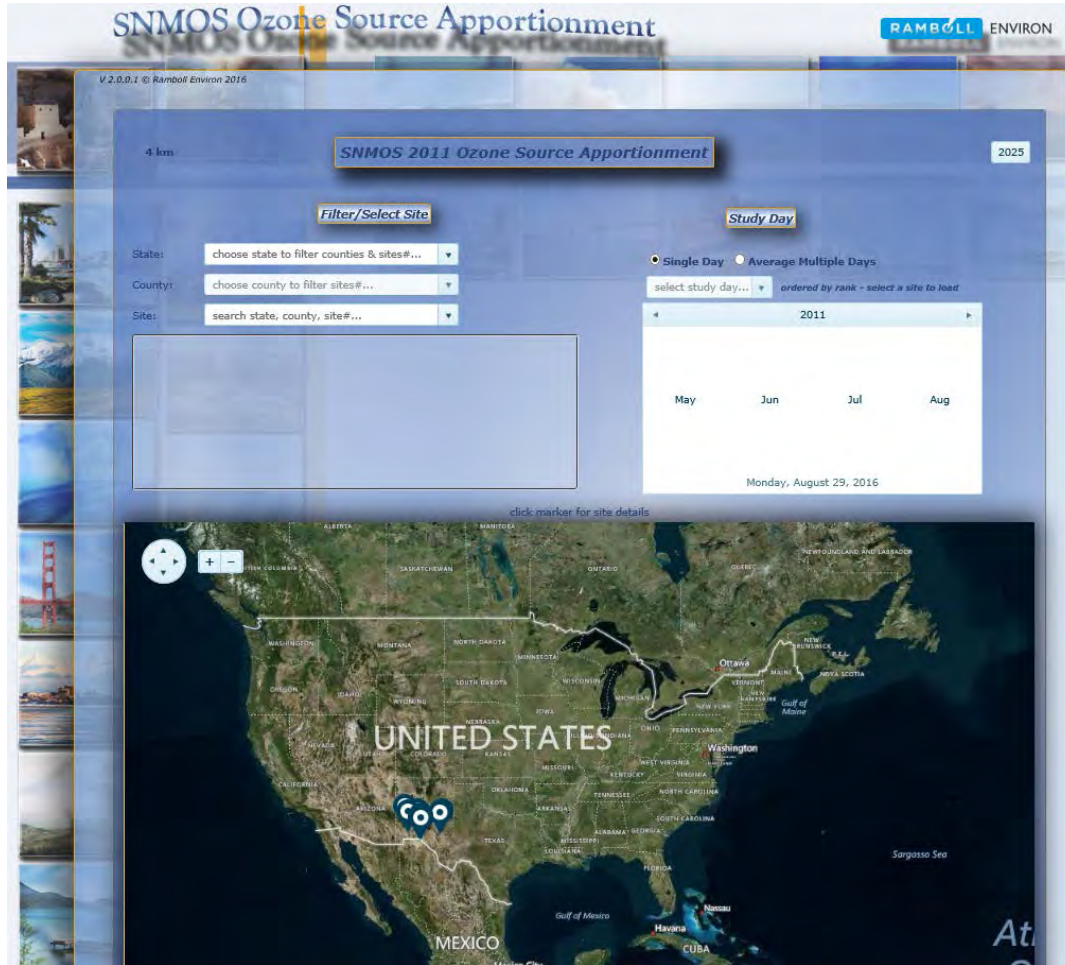 SNMOS Ozone Source Apportionment
RAMBOLL ENVIRON
V 2.0.0.1 © Ramboll Environ 2016
4 km
SNMOS 2011 Ozone Source Apportionment
2025
Filter/Select Site
Study Day
State:
choose state to filter counties & sites#...
Single Day
Average Multiple Days
County:
choose county to filter sites#...
select study day...
ordered by rank - select a site to load
Site:
search state, county, site#...
2011
May
Jun
Jul
Aug
Monday, August 29, 2016
click marker for site details
+
−
ALBERTA
MANITOBA
NEWFOUNDLAND AND LABRADOR
SASKATCHEWAN
ONTARIO
QUEBEC
WASHINGTON
MONTANA
NORTH DAKOTA
MINNESOTA
Ottawa
NEW BRUNSWICK
P.E.I.
MAINE
NOVA SCOTIA
OREGON
IDAHO
SOUTH DAKOTA
WISCONSIN
MICHIGAN
VERMONT
NEW HAMPSHIRE
Gulf of Maine
WYOMING
NEW YORK
IOWA
NEBRASKA
UNITED STATES
ILLINOIS
INDIANA
OHIO
PENNSYLVANIA
NEVADA
UTAH
COLORADO
KANSAS
MISSOURI
WEST VIRGINIA
Washington
KENTUCKY
VIRGINIA
CALIFORNIA
OKLAHOMA
TENNESSEE
NORTH CAROLINA
ARIZONA
ARKANSAS
SOUTH CAROLINA
ALABAMA
GEORGIA
TEXAS
MISSISSIPPI
LOUISIANA
FLORIDA
Sargasso Sea
Gulf of Mexico
Nassau
Havana
CUBA
MEXICO
Mexico City